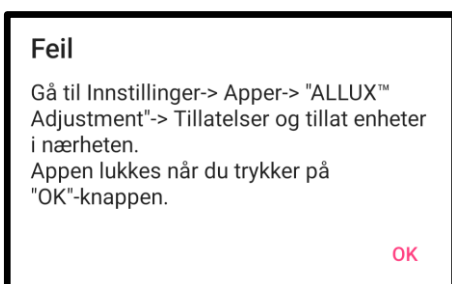 Feil
Gå til Innstillinger-> Apper-> "ALLUX™
Adjustment"-> Tillatelser og tillat enheter
i nærheten.
Appen lukkes når du trykker på
"OK"-knappen.
OK